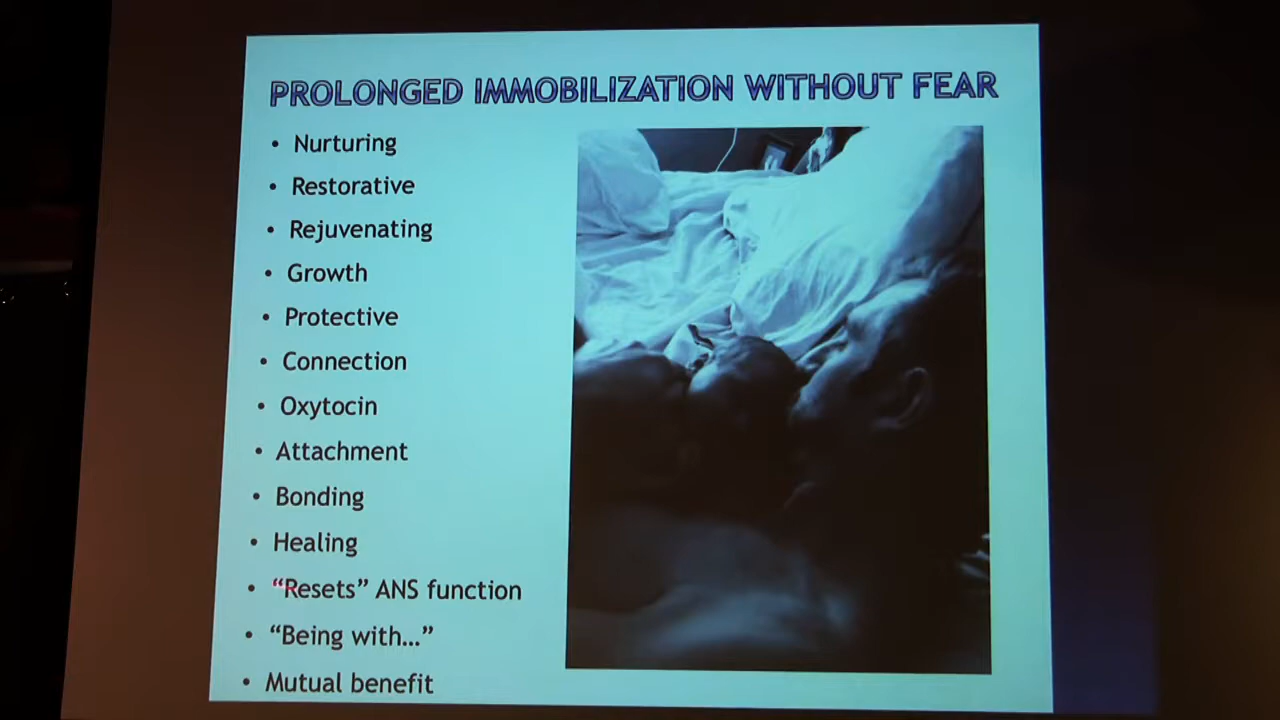 PROLONGED IMMOBILIZATION WITHOUT FEAR
• Nurturing
• Restorative
• Rejuvenating
• Growth
• Protective
• Connection
• Oxytocin
• Attachment
• Bonding
• Healing
• “Resets” ANS function
• “Being with…”
• Mutual benefit